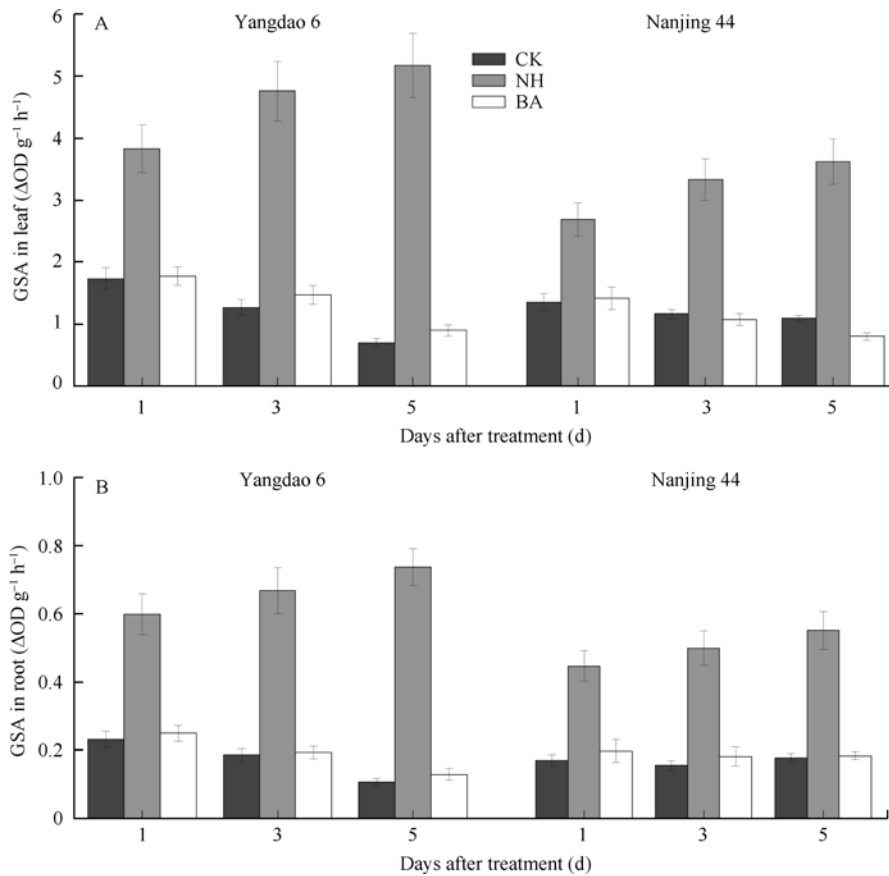 A
Yangdao 6
Nanjing 44
CK
NH
BA
GSA in leaf (ΔOD g⁻¹ h⁻¹)
6
5
4
3
2
1
0
1 3 5 1 3 5
Days after treatment (d)
B
Yangdao 6
Nanjing 44
GSA in root (ΔOD g⁻¹ h⁻¹)
1.0
0.8
0.6
0.4
0.2
0
1 3 5 1 3 5
Days after treatment (d)